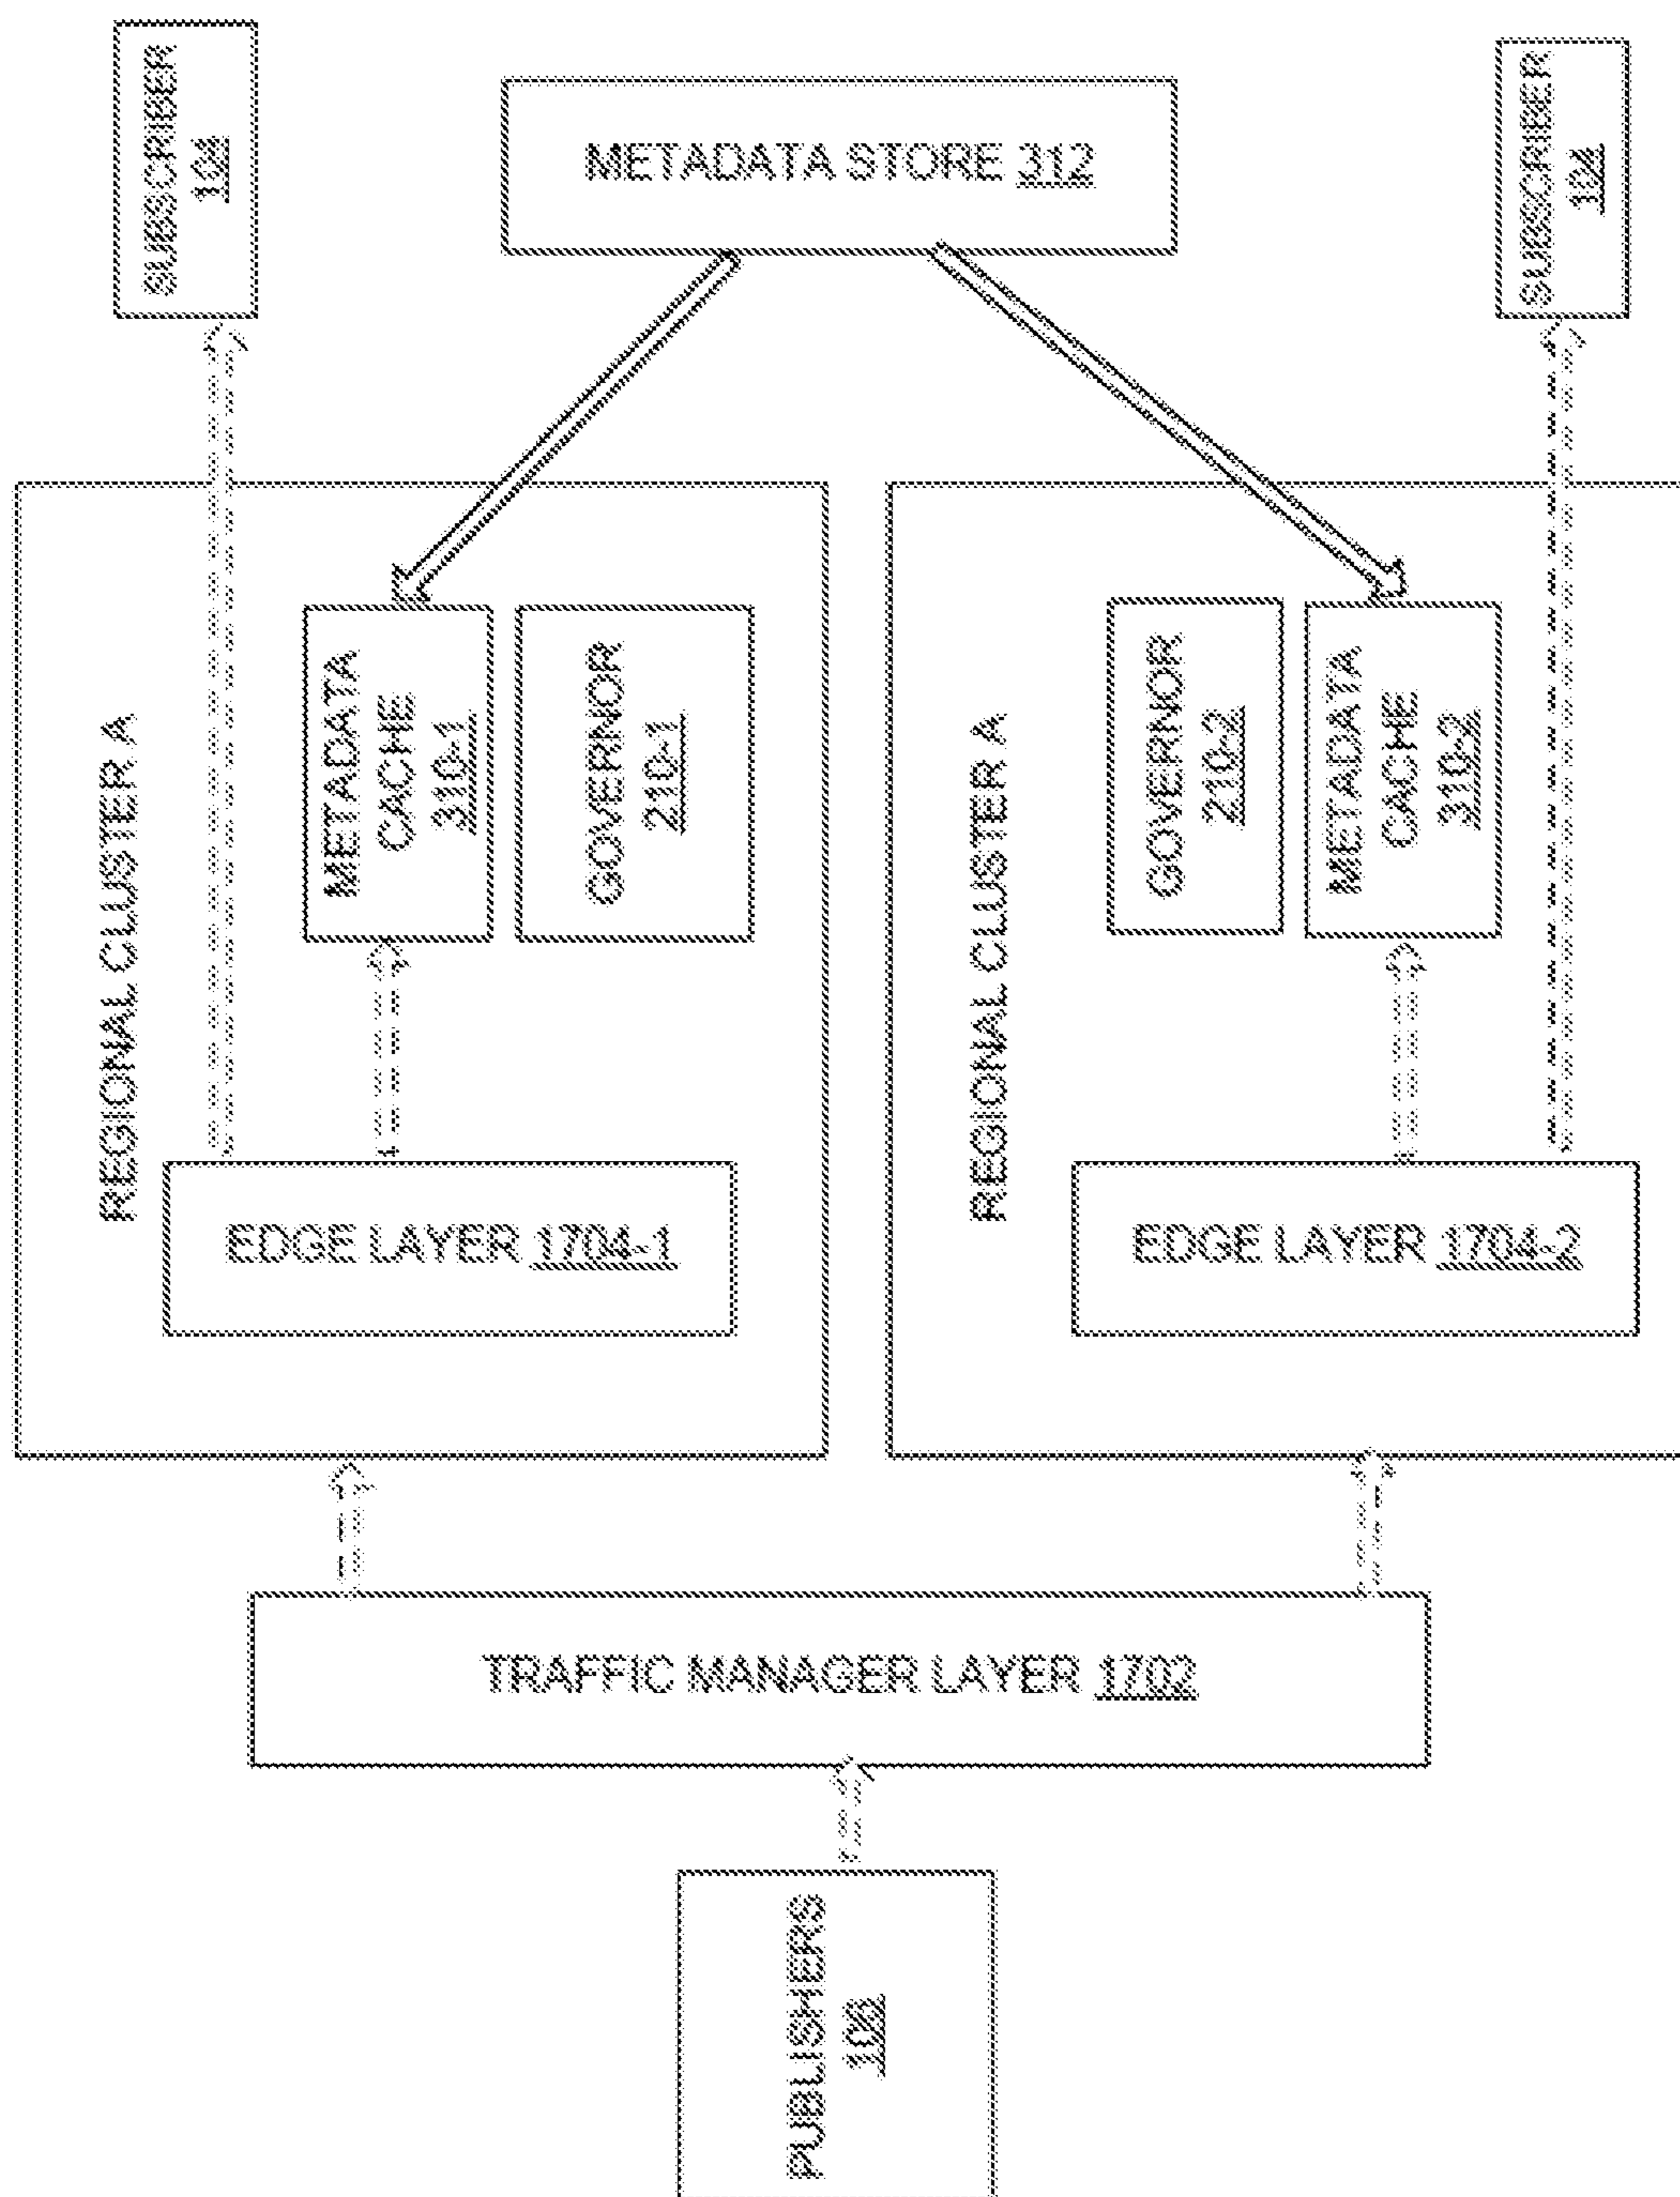 SUBSCRIBER
104
METADATA STORE 312
SUBSCRIBER
104
REGIONAL CLUSTER A
METADATA
CACHE
310-1
GOVERNOR
210-1
EDGE LAYER 1704-1
REGIONAL CLUSTER A
GOVERNOR
210-2
METADATA
CACHE
310-2
EDGE LAYER 1704-2
TRAFFIC MANAGER LAYER 1702
PUBLISHERS